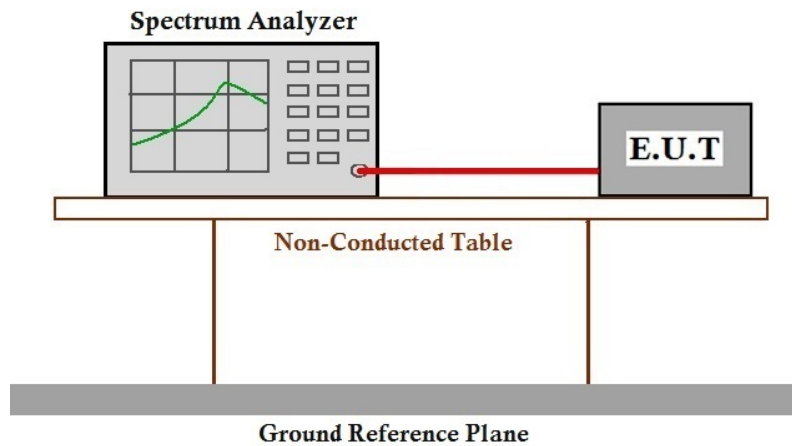 Spectrum Analyzer
E.U.T
Non-Conducted Table
Ground Reference Plane